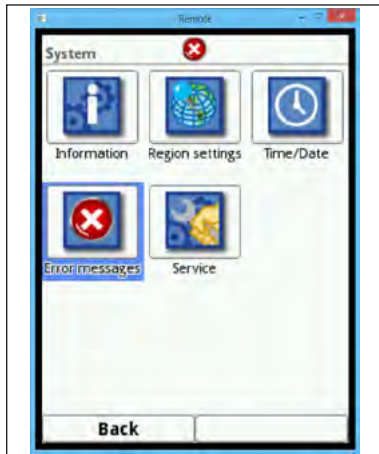 Remote
System
Information Region settings Time/Date
Error messages Service
Back